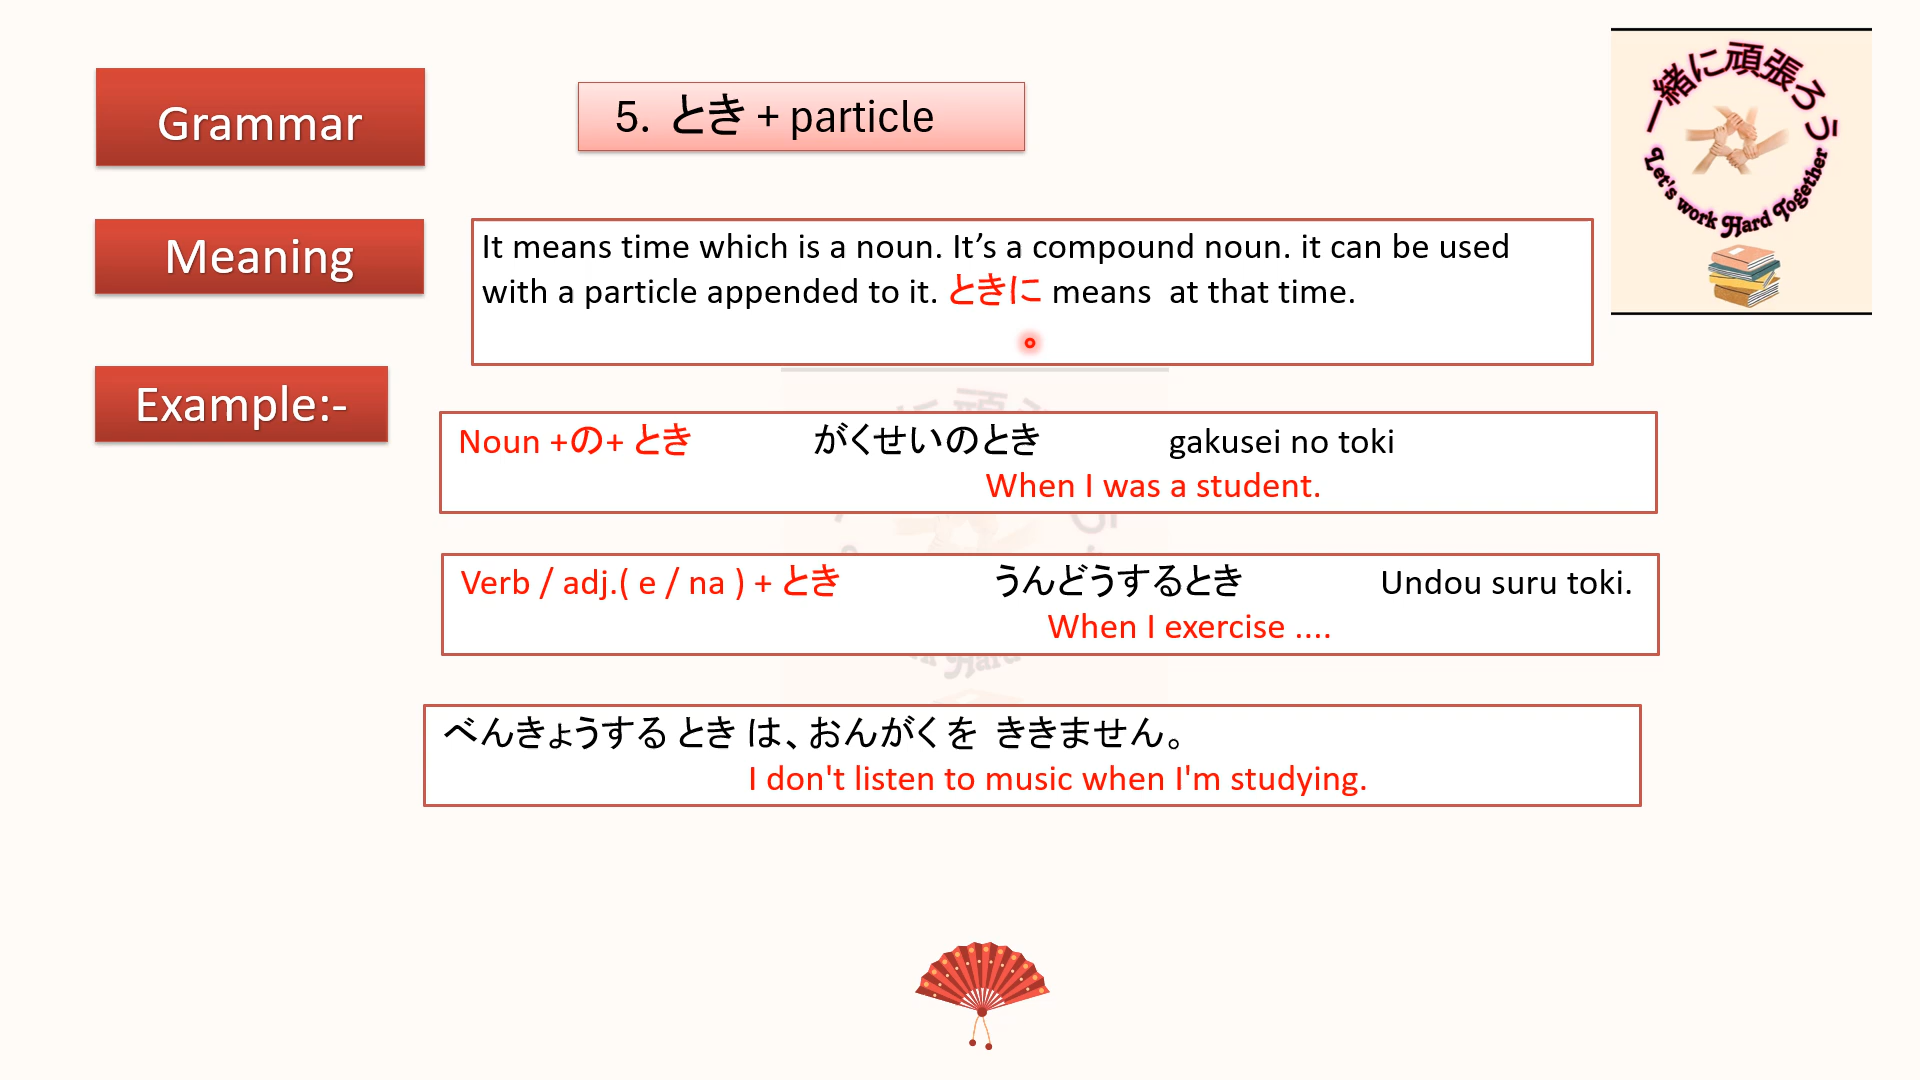 Grammar
5. とき + particle
一緒に頑張ろう
Let's work Hard Together
Meaning
It means time which is a noun. It’s a compound noun. it can be used
with a particle appended to it. ときに means at that time.
Example:-
Noun +の+ とき がくせいのとき gakusei no toki
When I was a student.
Verb / adj.( e / na ) + とき うんどうするとき Undou suru toki.
When I exercise ....
べんきょうする とき は、おんがく を ききません。
I don't listen to music when I'm studying.